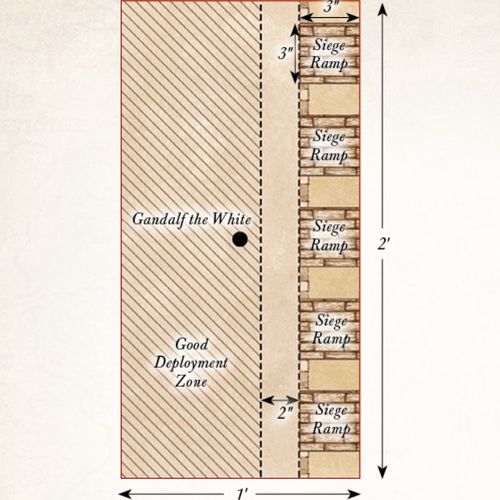 3"
3"
Siege
Ramp
Siege
Ramp
Gandalf the White
Siege
Ramp
2'
Siege
Ramp
Good
Deployment
Zone
2"
Siege
Ramp
1'